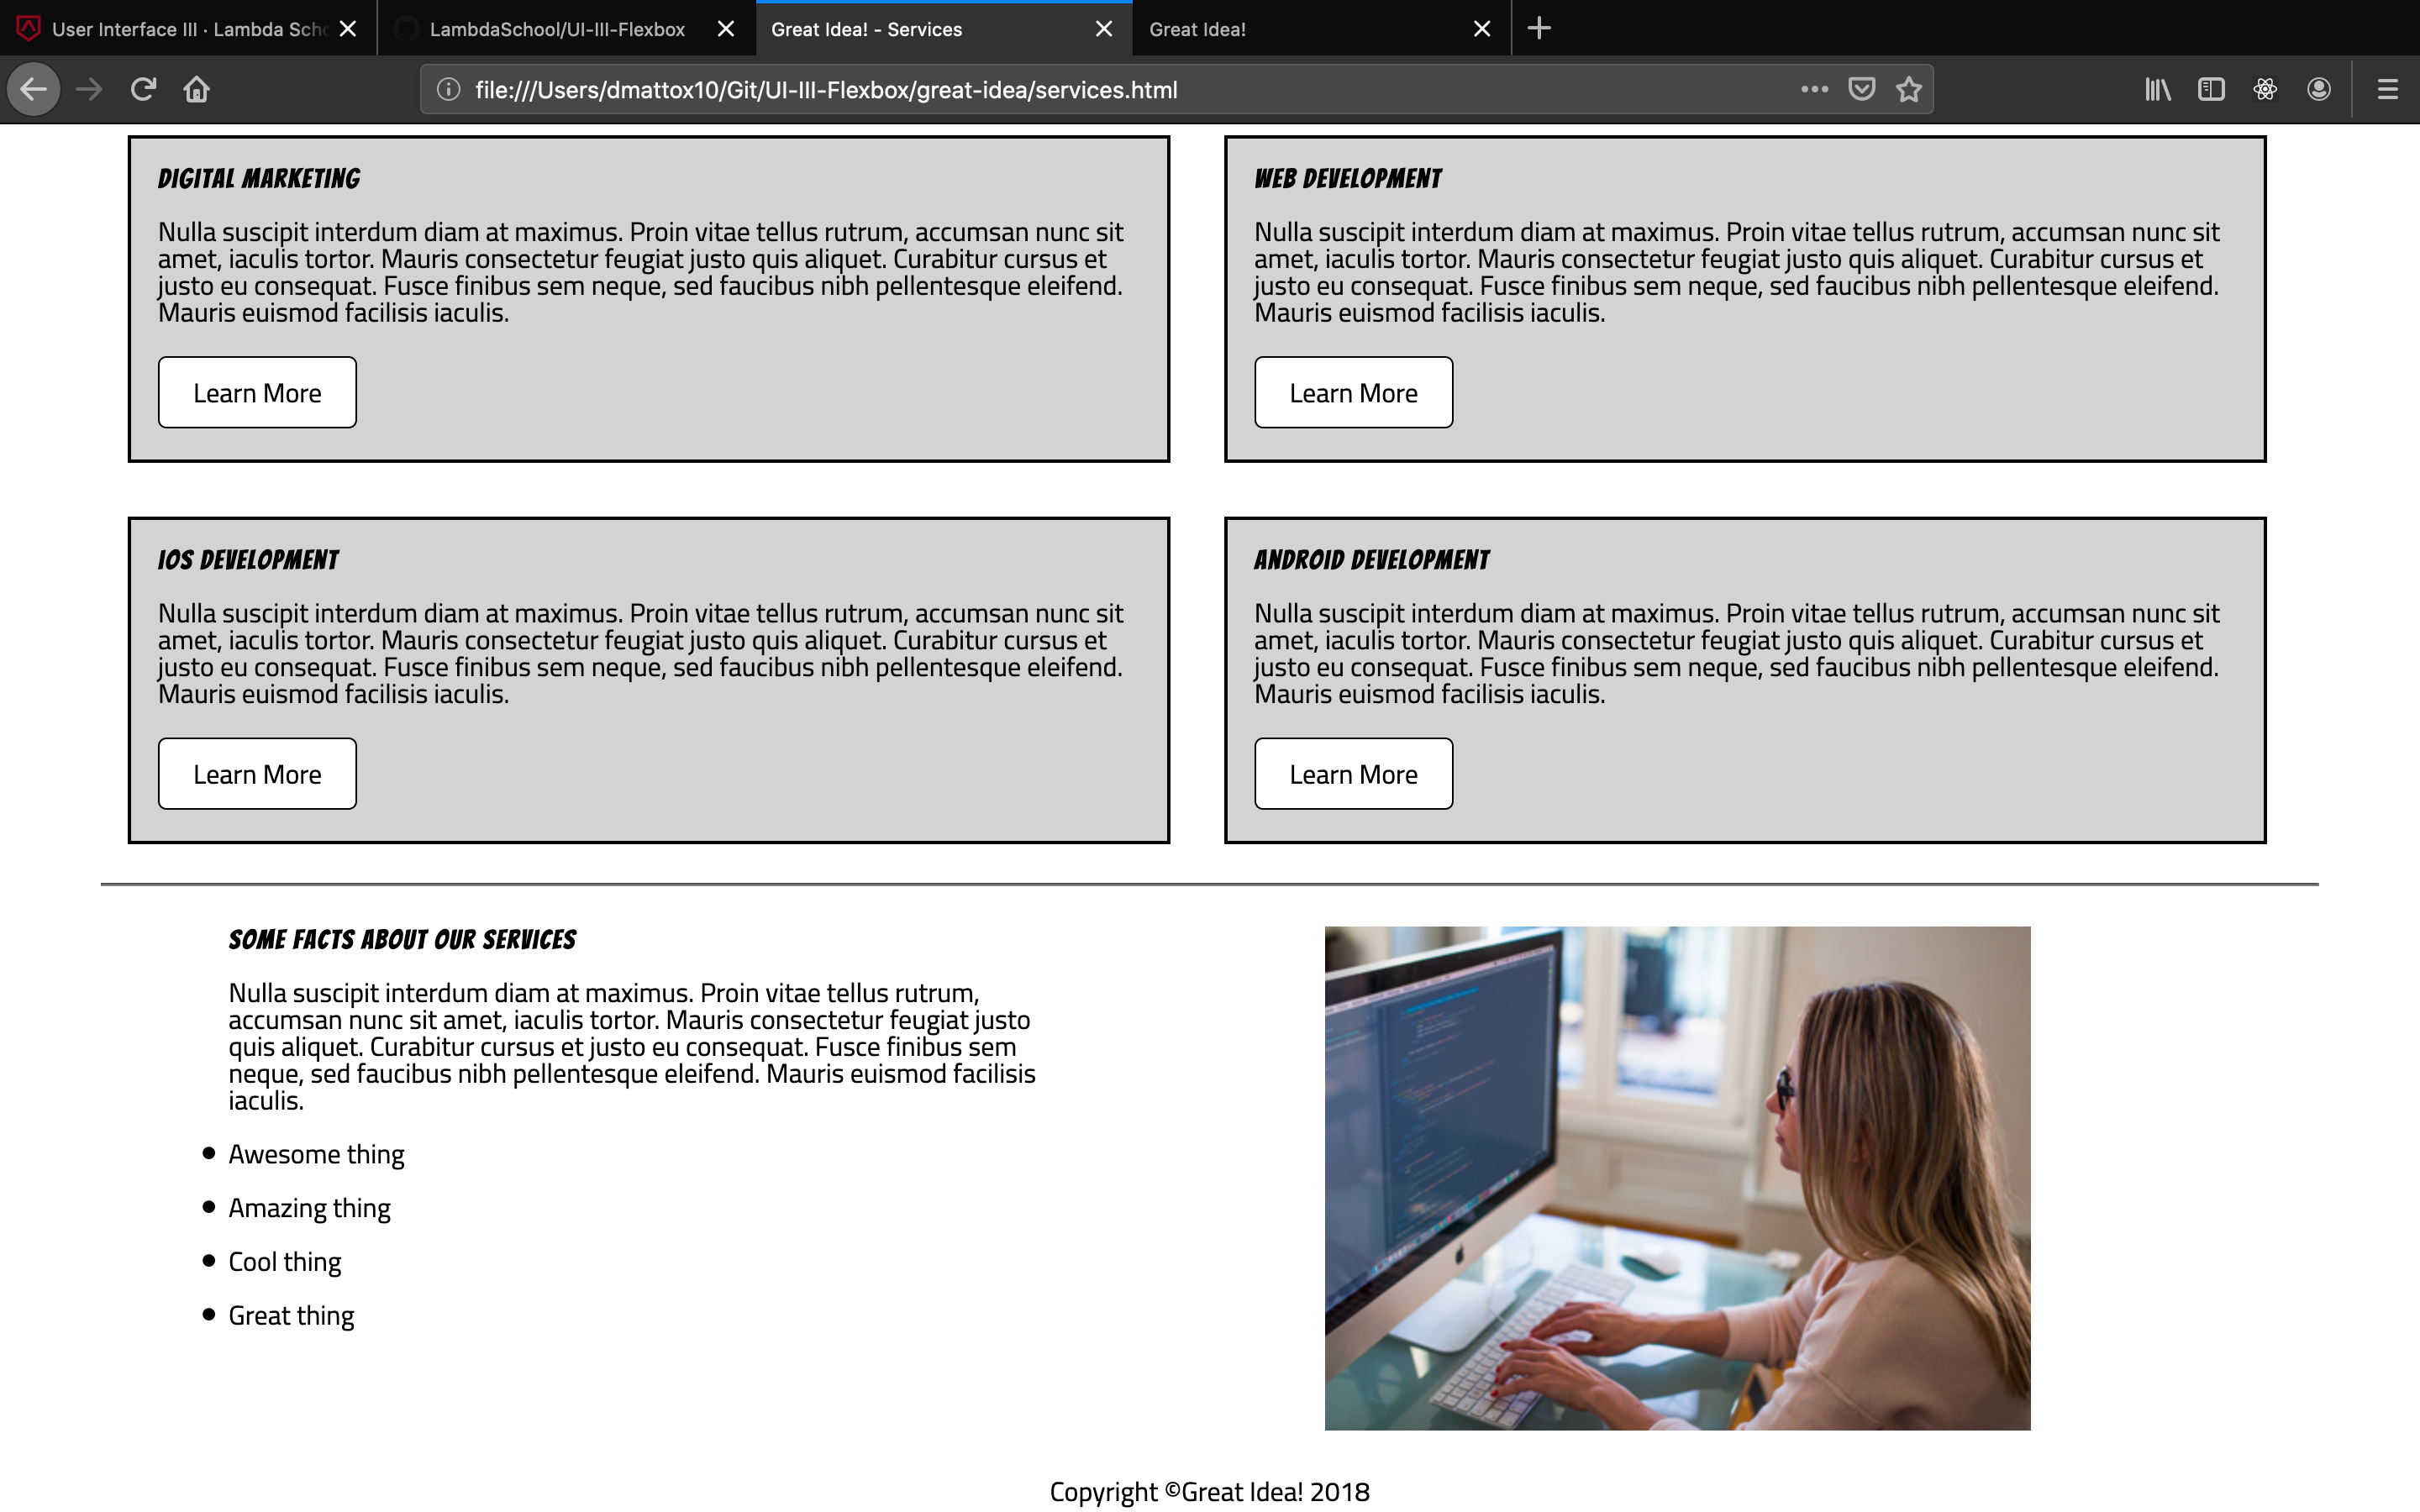 User Interface III · Lambda Scho
LambdaSchool/UI-III-Flexbox
Great Idea! - Services
Great Idea!
file:///Users/dmattox10/Git/UI-III-Flexbox/great-idea/services.html
DIGITAL MARKETING
Nulla suscipit interdum diam at maximus. Proin vitae tellus rutrum, accumsan nunc sit
amet, iaculis tortor. Mauris consectetur feugiat justo quis aliquet. Curabitur cursus et
justo eu consequat. Fusce finibus sem neque, sed faucibus nibh pellentesque eleifend.
Mauris euismod facilisis iaculis.
Learn More
WEB DEVELOPMENT
Nulla suscipit interdum diam at maximus. Proin vitae tellus rutrum, accumsan nunc sit
amet, iaculis tortor. Mauris consectetur feugiat justo quis aliquet. Curabitur cursus et
justo eu consequat. Fusce finibus sem neque, sed faucibus nibh pellentesque eleifend.
Mauris euismod facilisis iaculis.
Learn More
IOS DEVELOPMENT
Nulla suscipit interdum diam at maximus. Proin vitae tellus rutrum, accumsan nunc sit
amet, iaculis tortor. Mauris consectetur feugiat justo quis aliquet. Curabitur cursus et
justo eu consequat. Fusce finibus sem neque, sed faucibus nibh pellentesque eleifend.
Mauris euismod facilisis iaculis.
Learn More
ANDROID DEVELOPMENT
Nulla suscipit interdum diam at maximus. Proin vitae tellus rutrum, accumsan nunc sit
amet, iaculis tortor. Mauris consectetur feugiat justo quis aliquet. Curabitur cursus et
justo eu consequat. Fusce finibus sem neque, sed faucibus nibh pellentesque eleifend.
Mauris euismod facilisis iaculis.
Learn More
SOME FACTS ABOUT OUR SERVICES
Nulla suscipit interdum diam at maximus. Proin vitae tellus rutrum,
accumsan nunc sit amet, iaculis tortor. Mauris consectetur feugiat justo
quis aliquet. Curabitur cursus et justo eu consequat. Fusce finibus sem
neque, sed faucibus nibh pellentesque eleifend. Mauris euismod facilisis
iaculis.
• Awesome thing
• Amazing thing
• Cool thing
• Great thing
Copyright ©Great Idea! 2018